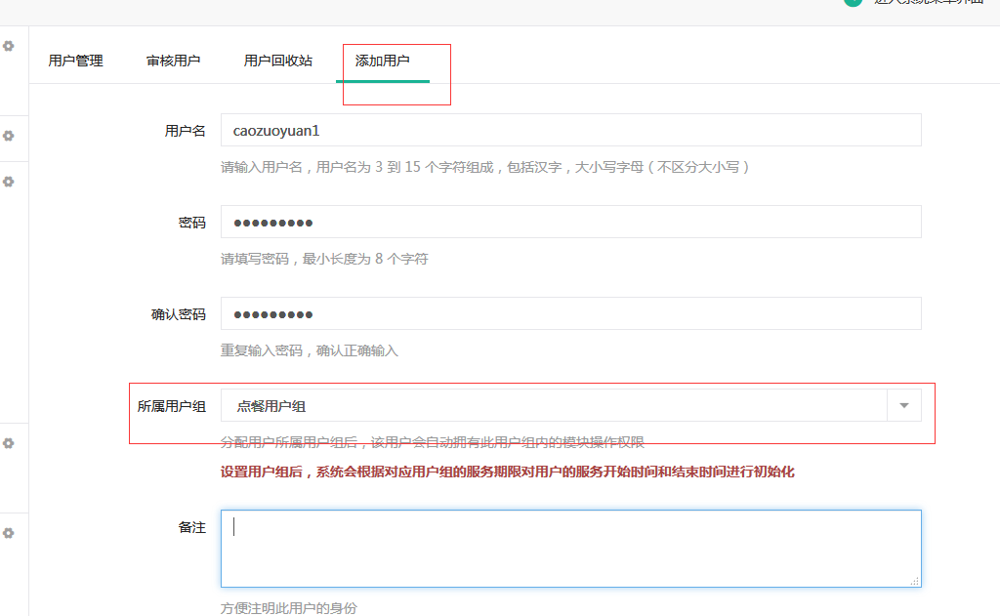 进入系统菜单界面
用户管理 审核用户 用户回收站 添加用户
用户名 caozuoyuan1
请输入用户名，用户名为 3 到 15 个字符组成，包括汉字，大小写字母（不区分大小写）
密码 ●●●●●●●●●
请填写密码，最小长度为 8 个字符
确认密码 ●●●●●●●●●
重复输入密码，确认正确输入
所属用户组 点餐用户组
分配用户所属用户组后，该用户会自动拥有此用户组内的模块操作权限
设置用户组后，系统会根据对应用户组的服务期限对用户的服务开始时间和结束时间进行初始化
备注
方便注明此用户的身份